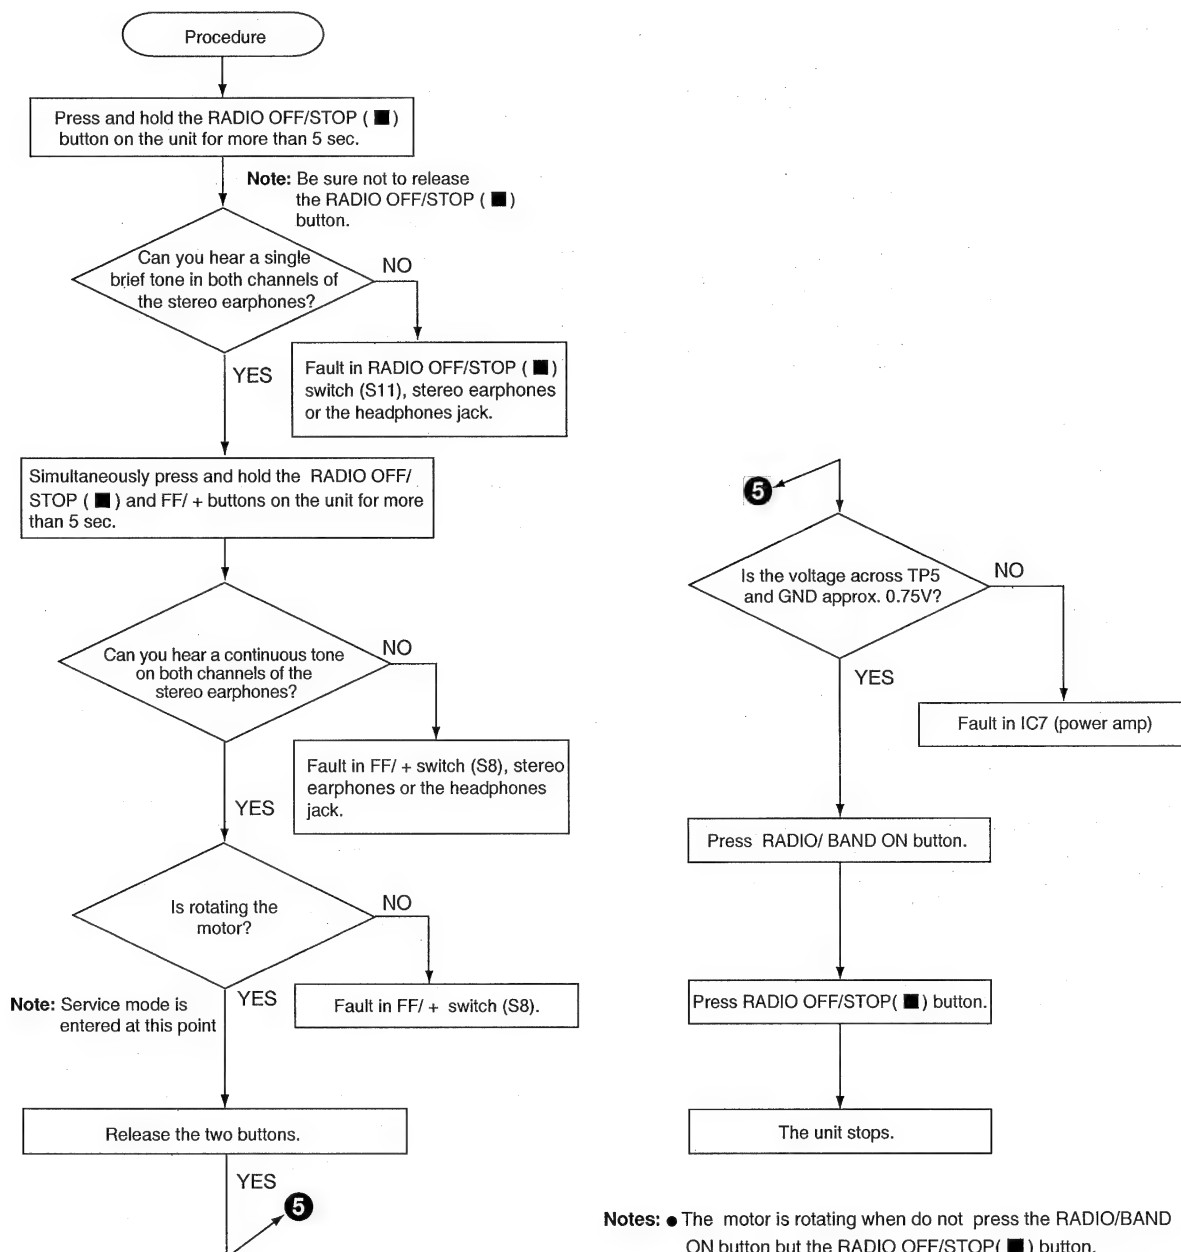 Procedure
Press and hold the RADIO OFF/STOP ( ■ )
button on the unit for more than 5 sec.
Note: Be sure not to release
the RADIO OFF/STOP ( ■ )
button.
Can you hear a single
brief tone in both channels of
the stereo earphones?
NO
YES
Fault in RADIO OFF/STOP ( ■ )
switch (S11), stereo earphones
or the headphones jack.
Simultaneously press and hold the RADIO OFF/
STOP ( ■ ) and FF/ + buttons on the unit for more
than 5 sec.
Can you hear a continuous tone
on both channels of the
stereo earphones?
NO
Fault in FF/ + switch (S8), stereo
earphones or the headphones
jack.
YES
Is rotating the
motor?
NO
Note: Service mode is
entered at this point
YES
Fault in FF/ + switch (S8).
Release the two buttons.
YES
5
5
Is the voltage across TP5
and GND approx. 0.75V?
NO
YES
Fault in IC7 (power amp)
Press RADIO/ BAND ON button.
Press RADIO OFF/STOP( ■ ) button.
The unit stops.
Notes: ● The motor is rotating when do not press the RADIO/BAND
ON button but the RADIO OFF/STOP( ■ ) button.